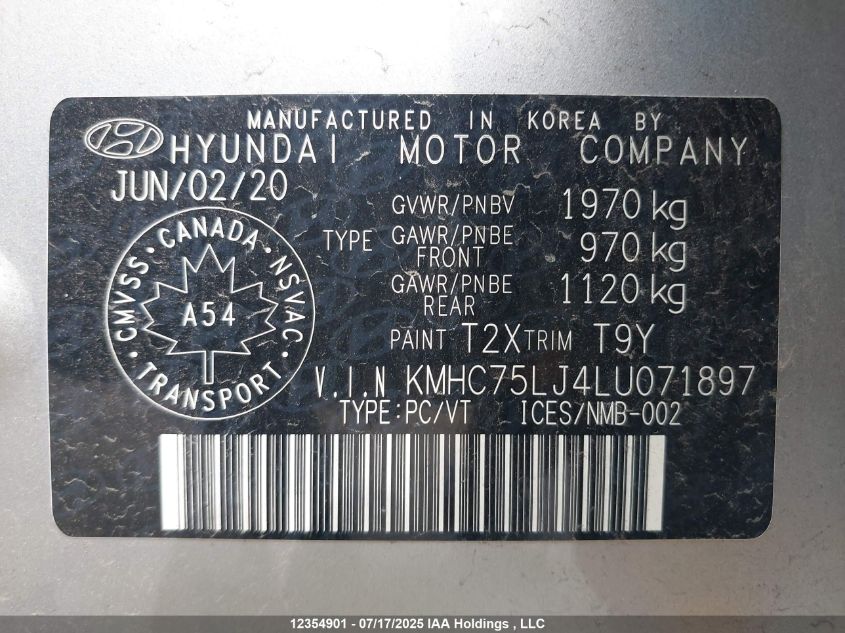 MANUFACTURED IN KOREA BY
HYUNDAI MOTOR COMPANY
JUN/02/20
GVWR/PNBV 1970 kg
TYPE GAWR/PNBE FRONT 970 kg
GAWR/PNBE REAR 1120 kg
CMVSS · CANADA · NSVAC · TRANSPORT ·
A54
PAINT T2X TRIM T9Y
V.I.N KMHC75LJ4LU071897
TYPE:PC/VT ICES/NMB-002
12354901 - 07/17/2025 IAA Holdings , LLC